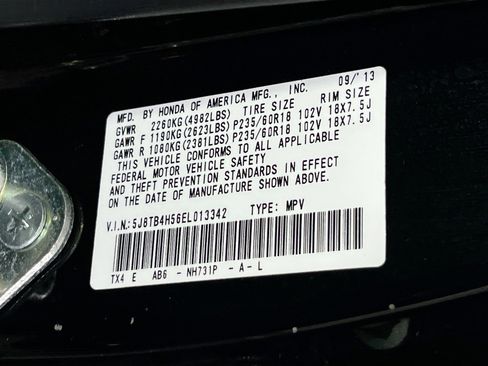 MFD. BY HONDA OF AMERICA MFG., INC. 09/'13
GVWR 2260KG(4982LBS) TIRE SIZE RIM SIZE
GAWR F 1190KG(2623LBS) P235/60R18 102V 18X7.5J
GAWR R 1080KG(2381LBS) P235/60R18 102V 18X7.5J
THIS VEHICLE CONFORMS TO ALL APPLICABLE
FEDERAL MOTOR VEHICLE SAFETY
AND THEFT PREVENTION STANDARDS IN EFFECT
ON THE DATE OF MANUFACTURE SHOWN ABOVE.
V.I.N.: 5J8TB4H56EL013342 TYPE: MPV
TX4 E AB6 - NH731P - A - L